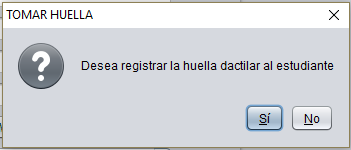 TOMAR HUELLA
Desea registrar la huella dactilar al estudiante
Sí
No